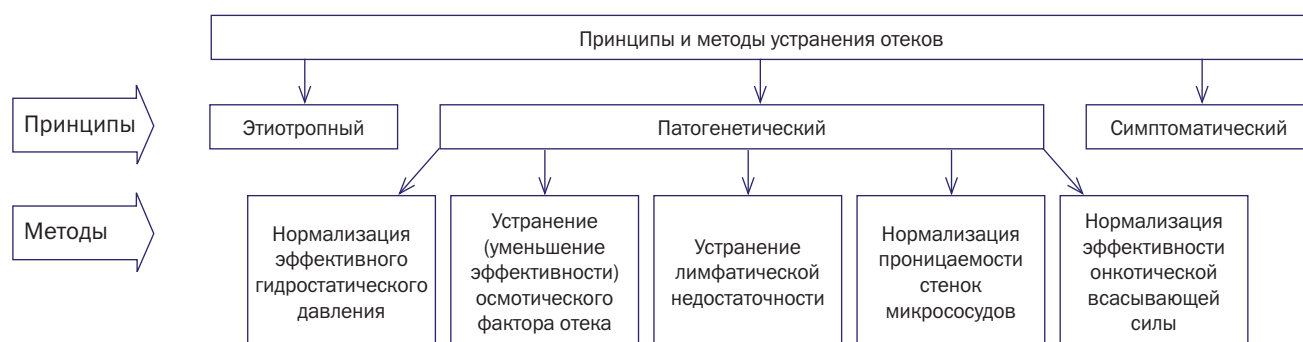 Принципы и методы устранения отеков
Принципы
Этиотропный
Патогенетический
Симптоматический
Методы
Нормализация
эффективного
гидростатического
давления
Устранение
(уменьшение
эффективности)
осмотического
фактора отека
Устранение
лимфатической
недостаточности
Нормализация
проницаемости
стенок
микрососудов
Нормализация
эффективности
онкотической
всасывающей
силы